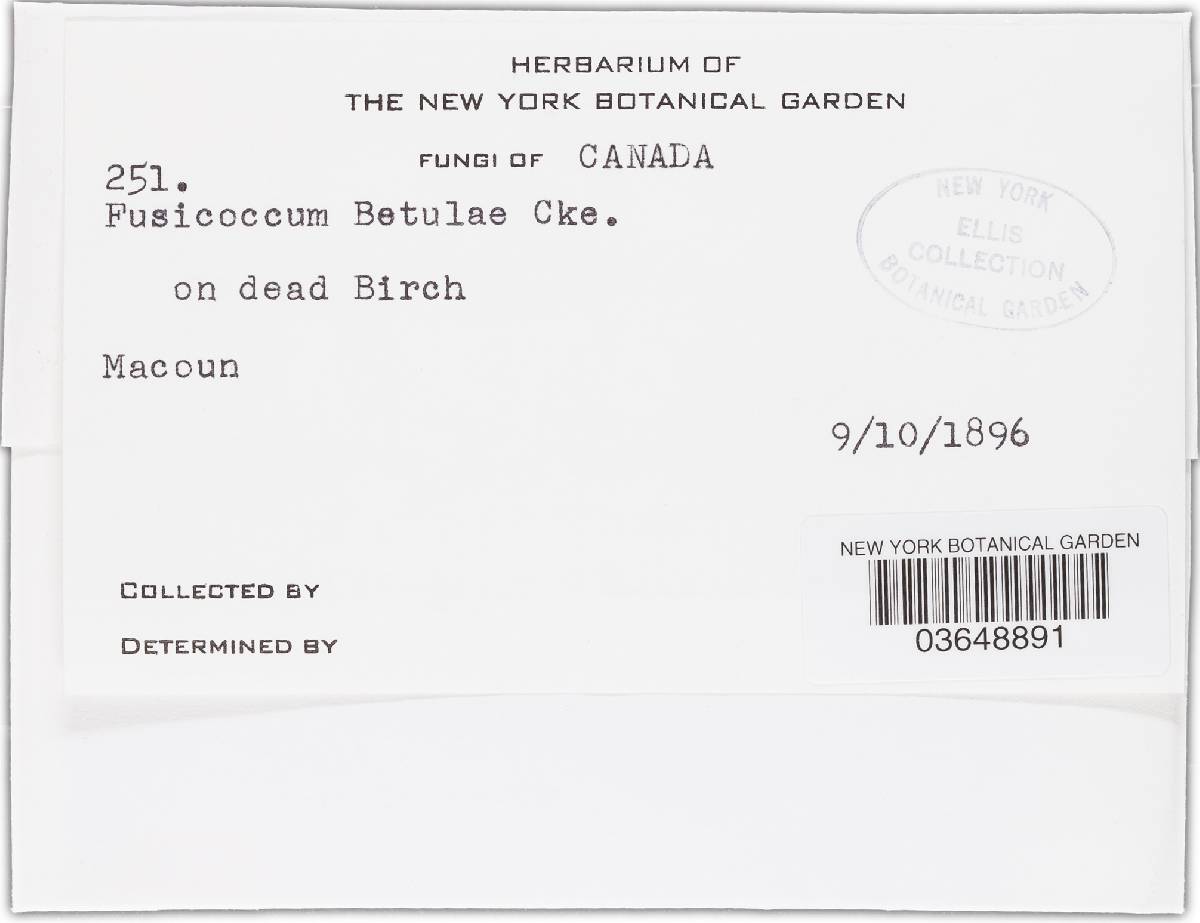 HERBARIUM OF
THE NEW YORK BOTANICAL GARDEN
FUNGI OF CANADA
251.
Fusicoccum Betulae Cke.
on dead Birch
Macoun
9/10/1896
NEW YORK
ELLIS
COLLECTION
BOTANICAL GARDEN
COLLECTED BY
DETERMINED BY
NEW YORK BOTANICAL GARDEN
03648891